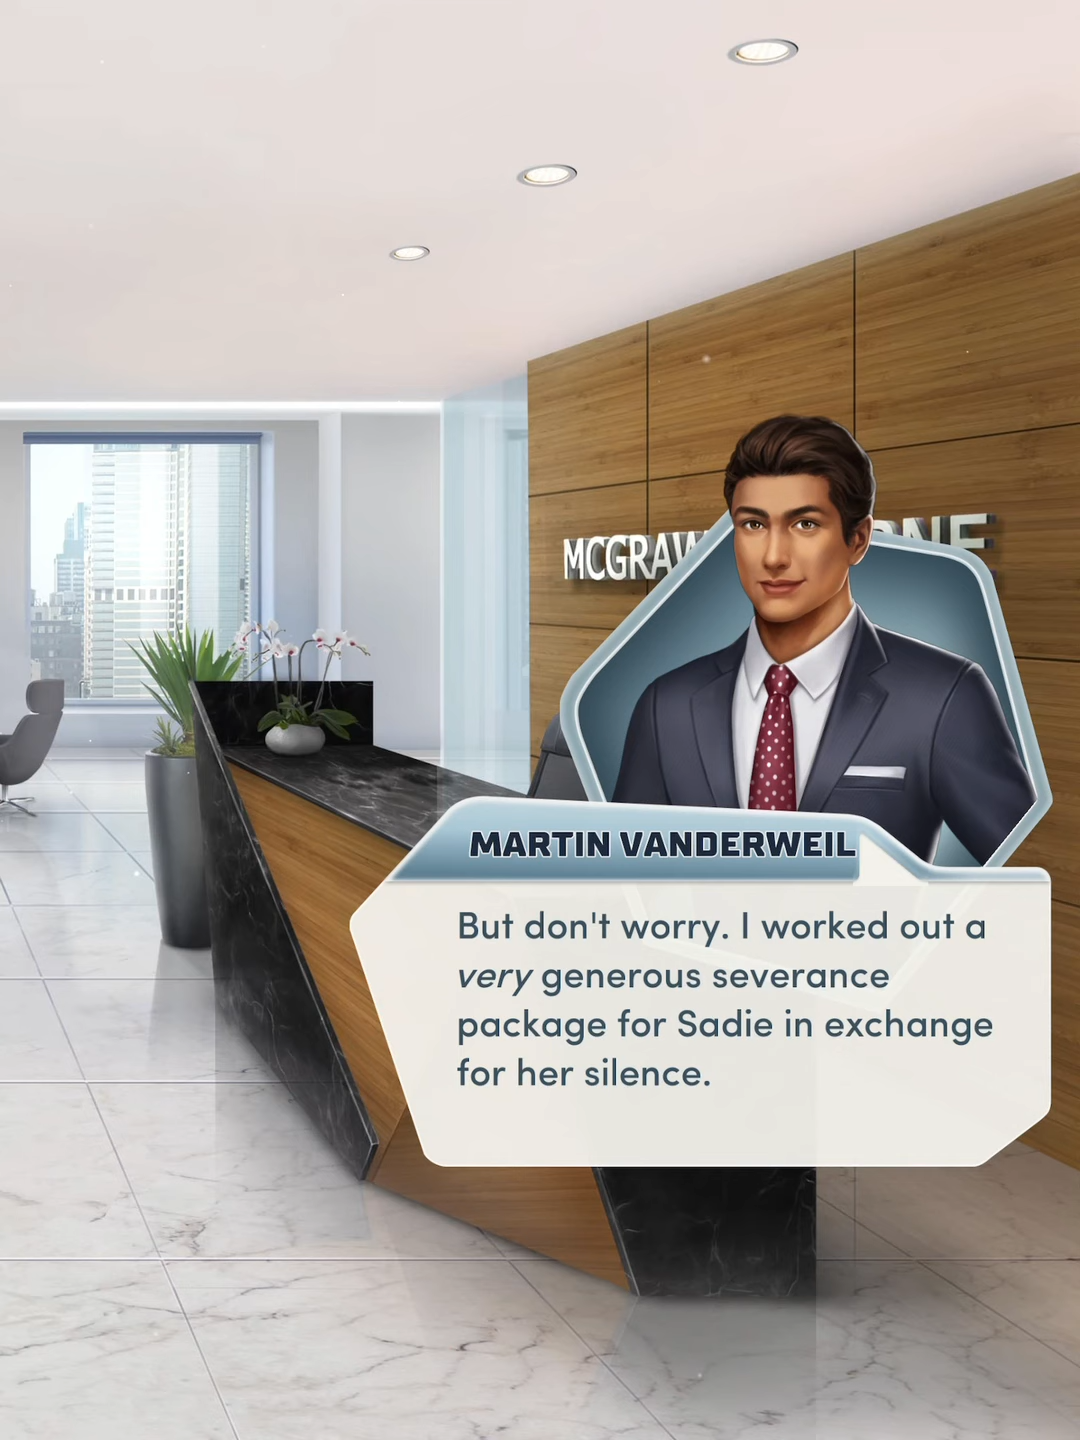 MCGRAW
MARTIN VANDERWEIL
But don't worry. I worked out a
very generous severance
package for Sadie in exchange
for her silence.